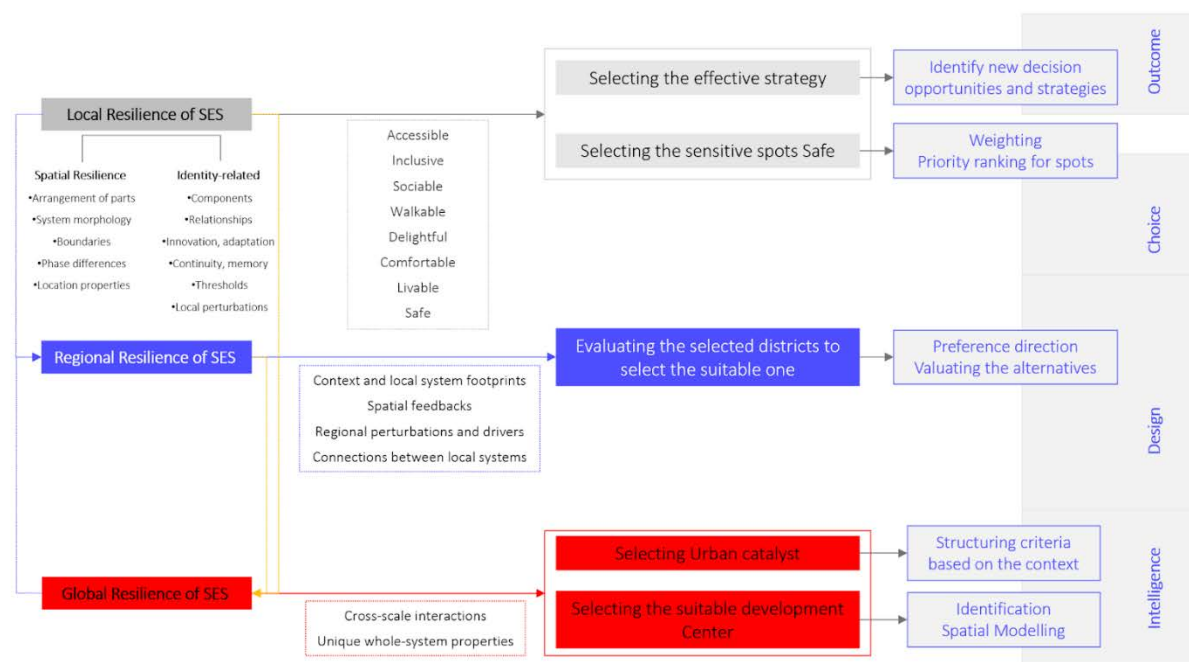 Local Resilience of SES
Spatial Resilience
•Arrangement of parts
•System morphology
•Boundaries
•Phase differences
•Location properties
Identity-related
•Components
•Relationships
•Innovation, adaptation
•Continuity, memory
•Thresholds
•Local perturbations
Accessible
Inclusive
Sociable
Walkable
Delightful
Comfortable
Livable
Safe
Selecting the effective strategy
Selecting the sensitive spots Safe
Identify new decision
opportunities and strategies
Weighting
Priority ranking for spots
Outcome
Choice
Regional Resilience of SES
Context and local system footprints
Spatial feedbacks
Regional perturbations and drivers
Connections between local systems
Evaluating the selected districts to
select the suitable one
Preference direction
Valuating the alternatives
Design
Global Resilience of SES
Cross-scale interactions
Unique whole-system properties
Selecting Urban catalyst
Selecting the suitable development
Center
Structuring criteria
based on the context
Identification
Spatial Modelling
Intelligence